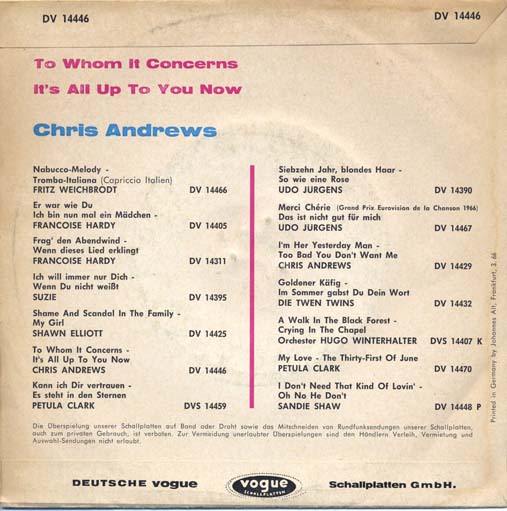 DV 14446
DV 14446
To Whom It Concerns
It's All Up To You Now
Chris Andrews
Nabucco-Melody -
Tromba-Italiana (Capriccio Italien)
FRITZ WEICHBRODT DV 14466
Er war wie Du
Ich bin nun mal ein Mädchen -
FRANCOISE HARDY DV 14405
Frag' den Abendwind -
Wenn dieses Lied erklingt
FRANCOISE HARDY DV 14311
Ich will immer nur Dich -
Wenn Du nicht weißt
SUZIE DV 14395
Shame And Scandal In The Family -
My Girl
SHAWN ELLIOTT DV 14425
To Whom It Concerns -
It's All Up To You Now
CHRIS ANDREWS DV 14446
Kann ich Dir vertrauen -
Es steht in den Sternen
PETULA CLARK DVS 14459
Siebzehn Jahr, blondes Haar -
So wie eine Rose
UDO JURGENS DV 14390
Merci Chérie (Grand Prix Eurovision de la Chanson 1966)
Das ist nicht gut für mich
UDO JURGENS DV 14467
I'm Her Yesterday Man -
Too Bad You Don't Want Me
CHRIS ANDREWS DV 14429
Goldener Käfig -
Im Sommer gabst Du Dein Wort
DIE TWEN TWINS DV 14432
A Walk In The Black Forest -
Crying In The Chapel
Orchester HUGO WINTERHALTER DVS 14407 K
My Love - The Thirty-First Of June
PETULA CLARK DV 14470
I Don't Need That Kind Of Lovin' -
Oh No He Don't
SANDIE SHAW DV 14448 P
Die Überspielung unserer Schallplatten auf Band oder Draht sowie das Mitschneiden von Rundfunksendungen unserer Schallplatten,
auch zum privaten Gebrauch, ist verboten. Zur Vermeidung unerlaubter Überspielungen sind den Händlern Verleih, Vermietung und
Auswahl-Sendungen nicht erlaubt.
Printed in Germany by Johannes Alt, Frankfurt, 3. 66
DEUTSCHE vogue
vogue
SCHALLPLATTEN
Schallplatten GmbH.